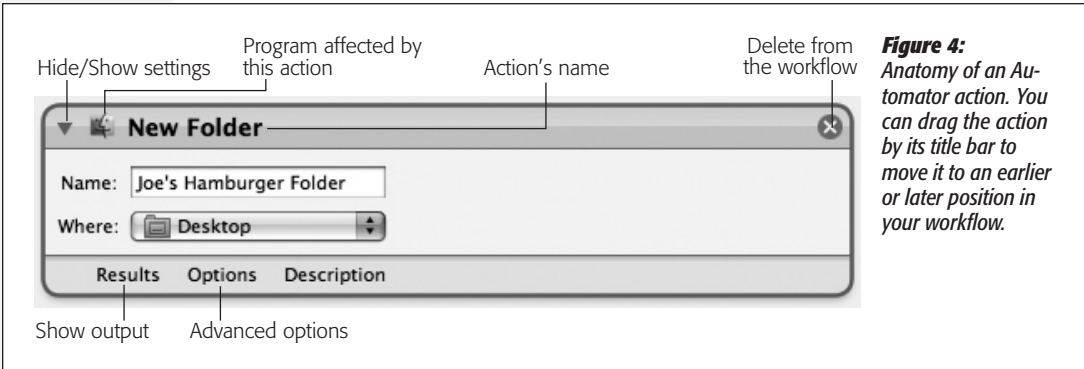 Hide/Show settings
Program affected by
this action
Action's name
Delete from
the workflow
New Folder
Name: Joe's Hamburger Folder
Where: Desktop
Results Options Description
Show output
Advanced options
Figure 4:
Anatomy of an Au-
tomator action. You
can drag the action
by its title bar to
move it to an earlier
or later position in
your workflow.